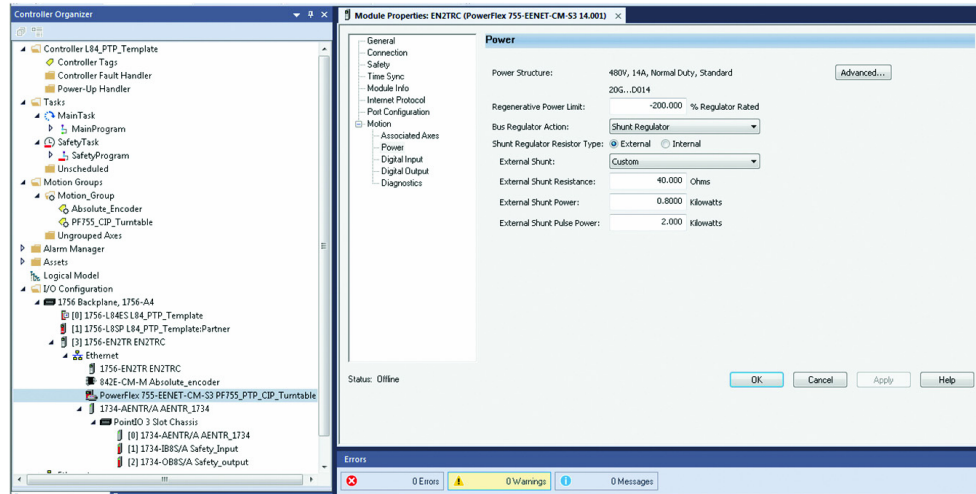 Controller Organizer
Controller L84_PTP_Template
Controller Tags
Controller Fault Handler
Power-Up Handler
Tasks
MainTask
MainProgram
SafetyTask
SafetyProgram
Unscheduled
Motion Groups
Motion_Group
Absolute_Encoder
PF755_CIP_Turntable
Ungrouped Axes
Alarm Manager
Assets
Logical Model
I/O Configuration
1756 Backplane, 1756-A4
[0] 1756-L84ES L84_PTP_Template
[1] 1756-L8SP L84_PTP_Template:Partner
[3] 1756-EN2TR EN2TRC
Ethernet
1756-EN2TR EN2TRC
842E-CM-M Absolute_encoder
PowerFlex 755-EENET-CM-S3 PF755_PTP_CIP_Turntable
1734-AENTR/A AENTR_1734
PointIO 3 Slot Chassis
[0] 1734-AENTR/A AENTR_1734
[1] 1734-IB8S/A Safety_Input
[2] 1734-OB8S/A Safety_output
Module Properties: EN2TRC (PowerFlex 755-EENET-CM-S3 14.001)
General
Connection
Safety
Time Sync
Module Info
Internet Protocol
Port Configuration
Motion
Associated Axes
Power
Digital Input
Digital Output
Diagnostics
Power
Power Structure: 480V, 14A, Normal Duty, Standard Advanced...
20G...D014
Regenerative Power Limit: -200.000 % Regulator Rated
Bus Regulator Action: Shunt Regulator
Shunt Regulator Resistor Type: External Internal
External Shunt: Custom
External Shunt Resistance: 40.000 Ohms
External Shunt Power: 0.8000 Kilowatts
External Shunt Pulse Power: 2.000 Kilowatts
Status: Offline
OK Cancel Apply Help
Errors
0 Errors 0 Warnings 0 Messages